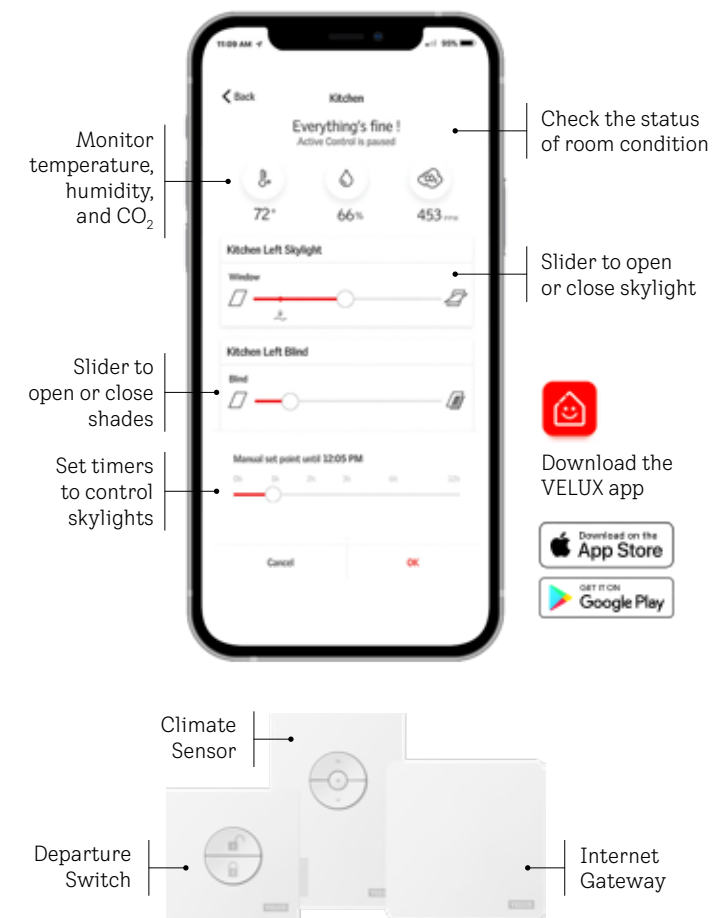 11:09 AM
95%
Back
Kitchen
Everything's fine !
Active Control is paused
Monitor
temperature,
humidity,
and CO₂
Check the status
of room condition
72°
66%
453 PPM
Kitchen Left Skylight
Window
Slider to open
or close skylight
Kitchen Left Blind
Blind
Slider to
open or close
shades
Manual set point until 12:05 PM
0h 1h 2h 3h 6h 12h
Set timers
to control
skylights
Cancel
OK
Download the
VELUX app
Download on the
App Store
GET IT ON
Google Play
Climate
Sensor
Departure
Switch
Internet
Gateway
VELUX
VELUX
VELUX